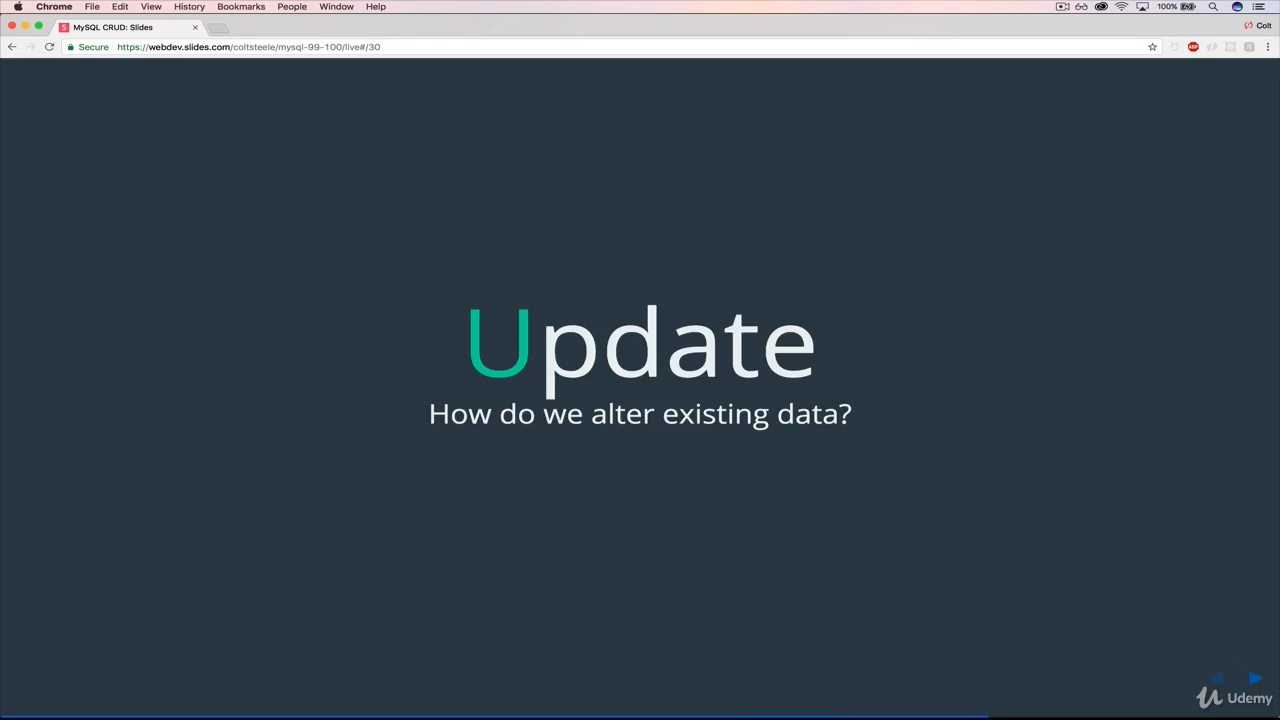 Chrome File Edit View History Bookmarks People Window Help 100%
MySQL CRUD: Slides Colt
Secure https://webdev.slides.com/coltsteele/mysql-99-100/live#/30 ABP
Update
How do we alter existing data?
Udemy